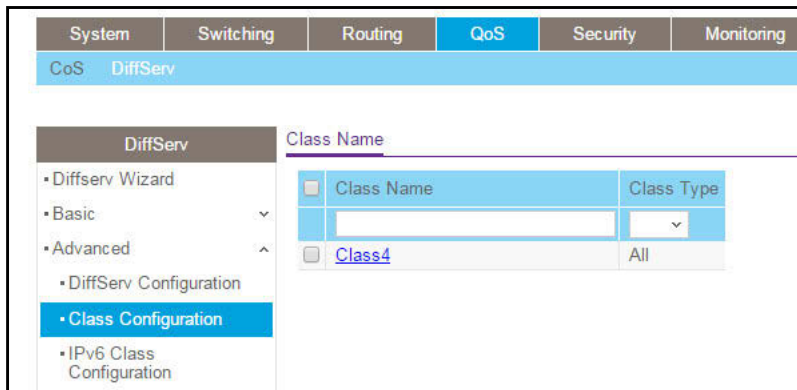 System Switching Routing QoS Security Monitoring
CoS DiffServ
DiffServ
Diffserv Wizard
Basic
Advanced
DiffServ Configuration
Class Configuration
IPv6 Class
Configuration
Class Name
Class Name Class Type
Class4 All